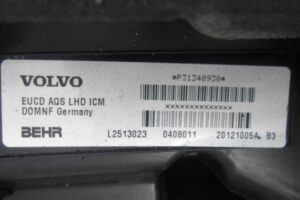 VOLVO
*P31348938*
EUCD AQS LHD ICM
DOMNF Germany
xxxxxxxxxxxxxxx
BEHR
L2513023 0408011 20121005A B3